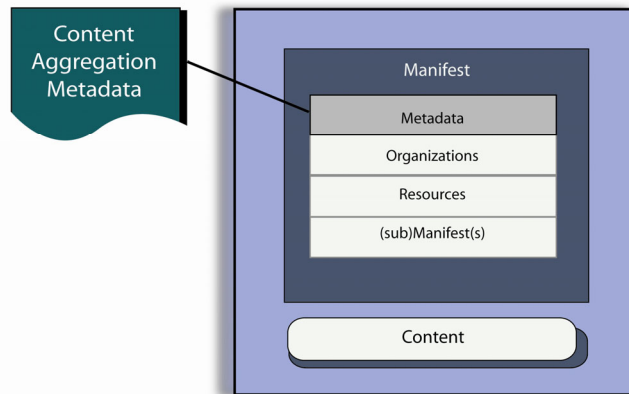 Content
Aggregation
Metadata
Manifest
Metadata
Organizations
Resources
(sub)Manifest(s)
Content